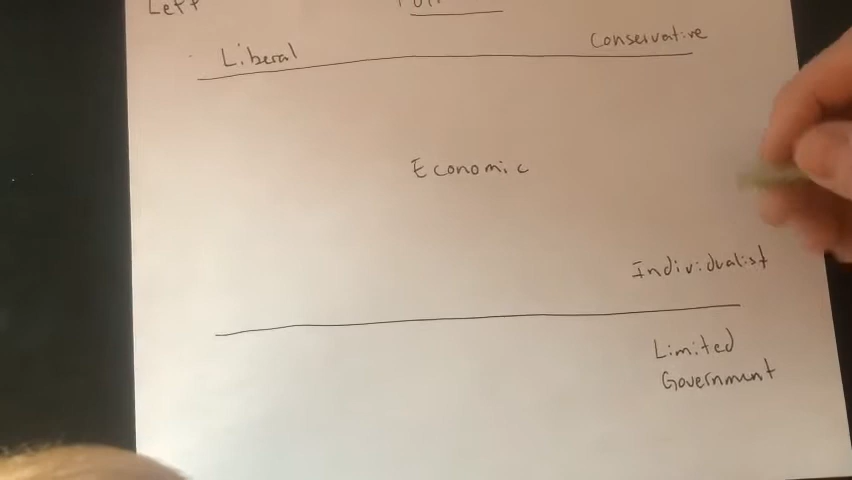 Left
Liberal Conservative
Economic
Individualist
Limited
Government